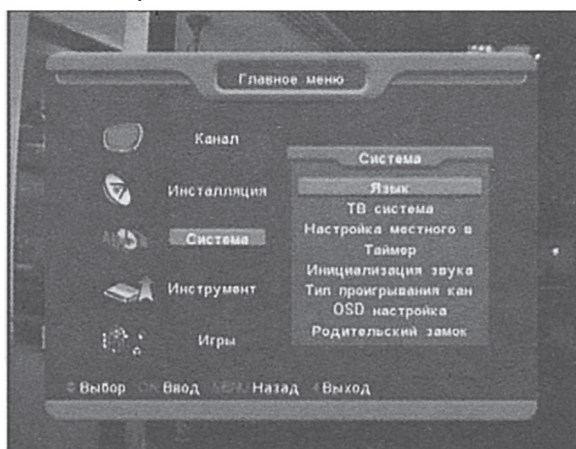 Главное меню
Канал
Инсталляция
Система
Инструмент
Игры
Система
Язык
ТВ система
Настройка местного в
Таймер
Инициализация звука
Тип проигрывания кан
OSD настройка
Родительский замок
Выбор Ввод MENU Назад Выход